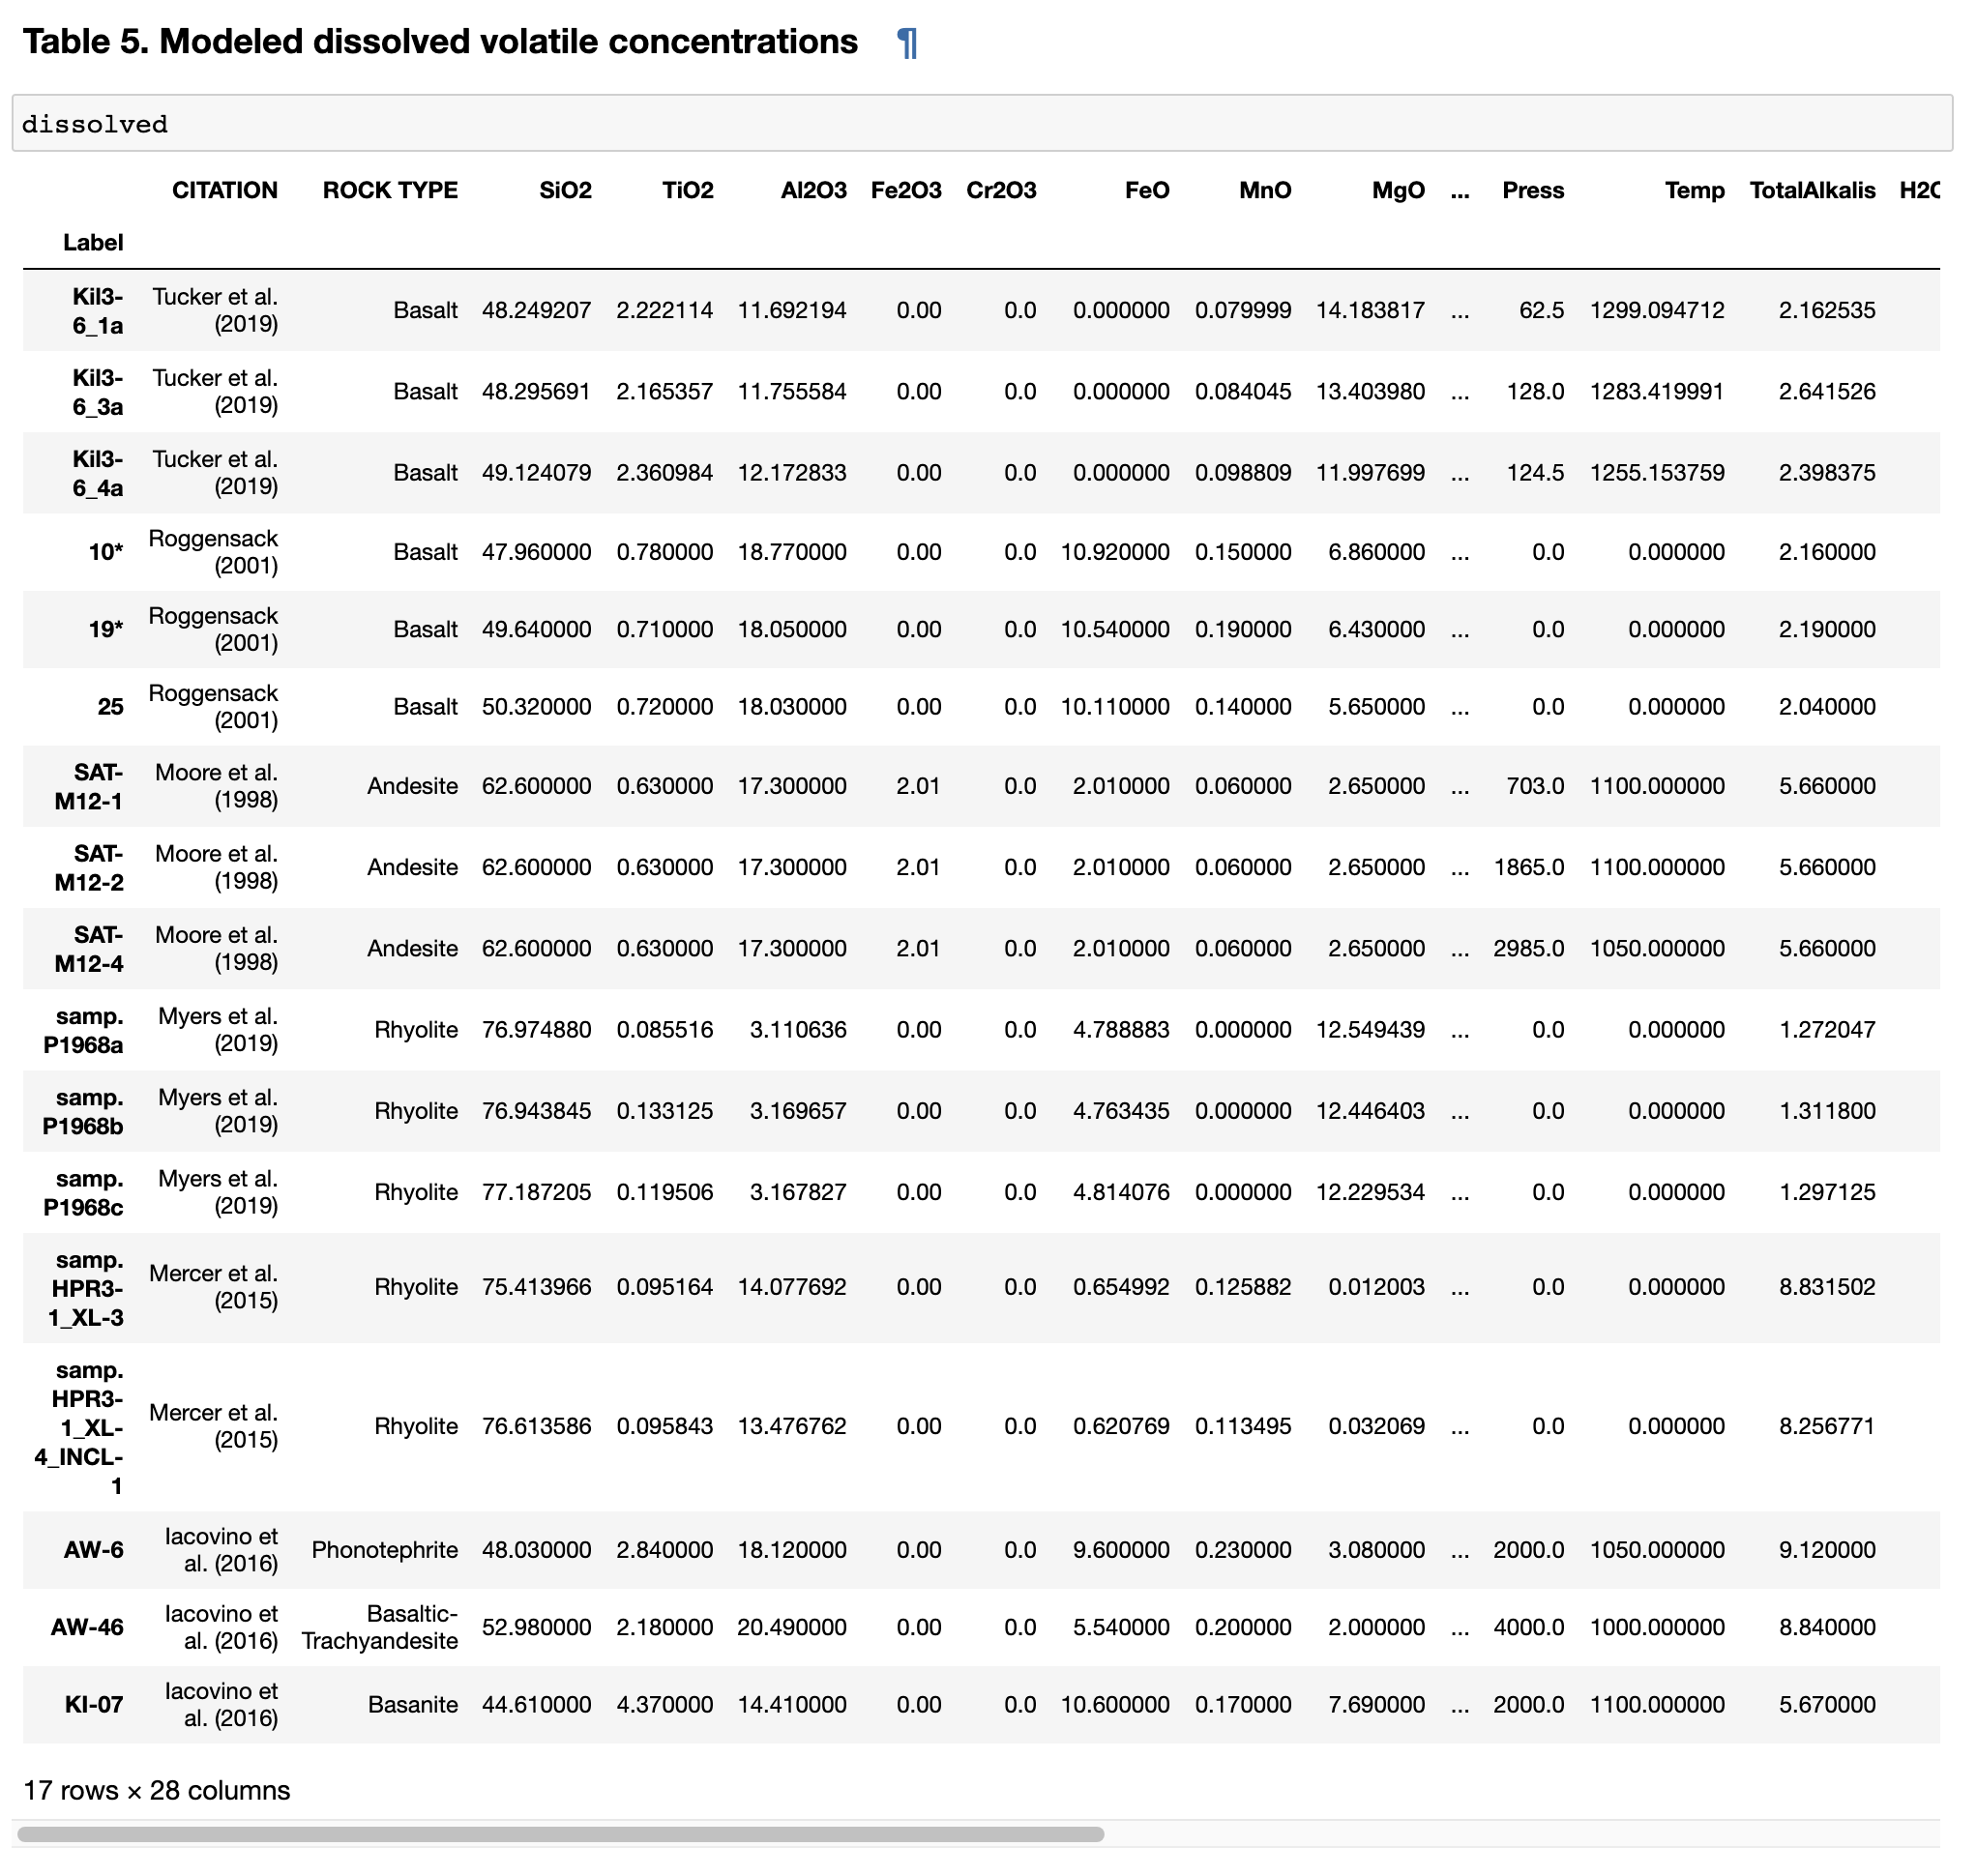 Table 5. Modeled dissolved volatile concentrations ¶
dissolved
CITATION ROCK TYPE SiO2 TiO2 Al2O3 Fe2O3 Cr2O3 FeO MnO MgO ... Press Temp TotalAlkalis
Label
Kil3-6_1a Tucker et al. (2019) Basalt 48.249207 2.222114 11.692194 0.00 0.0 0.000000 0.079999 14.183817 ... 62.5 1299.094712 2.162535
Kil3-6_3a Tucker et al. (2019) Basalt 48.295691 2.165357 11.755584 0.00 0.0 0.000000 0.084045 13.403980 ... 128.0 1283.419991 2.641526
Kil3-6_4a Tucker et al. (2019) Basalt 49.124079 2.360984 12.172833 0.00 0.0 0.000000 0.098809 11.997699 ... 124.5 1255.153759 2.398375
10* Roggensack (2001) Basalt 47.960000 0.780000 18.770000 0.00 0.0 10.920000 0.150000 6.860000 ... 0.0 0.000000 2.160000
19* Roggensack (2001) Basalt 49.640000 0.710000 18.050000 0.00 0.0 10.540000 0.190000 6.430000 ... 0.0 0.000000 2.190000
25 Roggensack (2001) Basalt 50.320000 0.720000 18.030000 0.00 0.0 10.110000 0.140000 5.650000 ... 0.0 0.000000 2.040000
SAT-M12-1 Moore et al. (1998) Andesite 62.600000 0.630000 17.300000 2.01 0.0 2.010000 0.060000 2.650000 ... 703.0 1100.000000 5.660000
SAT-M12-2 Moore et al. (1998) Andesite 62.600000 0.630000 17.300000 2.01 0.0 2.010000 0.060000 2.650000 ... 1865.0 1100.000000 5.660000
SAT-M12-4 Moore et al. (1998) Andesite 62.600000 0.630000 17.300000 2.01 0.0 2.010000 0.060000 2.650000 ... 2985.0 1050.000000 5.660000
samp. P1968a Myers et al. (2019) Rhyolite 76.974880 0.085516 3.110636 0.00 0.0 4.788883 0.000000 12.549439 ... 0.0 0.000000 1.272047
samp. P1968b Myers et al. (2019) Rhyolite 76.943845 0.133125 3.169657 0.00 0.0 4.763435 0.000000 12.446403 ... 0.0 0.000000 1.311800
samp. P1968c Myers et al. (2019) Rhyolite 77.187205 0.119506 3.167827 0.00 0.0 4.814076 0.000000 12.229534 ... 0.0 0.000000 1.297125
samp. HPR3-1_XL-3 Mercer et al. (2015) Rhyolite 75.413966 0.095164 14.077692 0.00 0.0 0.654992 0.125882 0.012003 ... 0.0 0.000000 8.831502
samp. HPR3-1_XL-4_INCL-1 Mercer et al. (2015) Rhyolite 76.613586 0.095843 13.476762 0.00 0.0 0.620769 0.113495 0.032069 ... 0.0 0.000000 8.256771
AW-6 Iacovino et al. (2016) Phonotephrite 48.030000 2.840000 18.120000 0.00 0.0 9.600000 0.230000 3.080000 ... 2000.0 1050.000000 9.120000
AW-46 Iacovino et al. (2016) Basaltic-Trachyandesite 52.980000 2.180000 20.490000 0.00 0.0 5.540000 0.200000 2.000000 ... 4000.0 1000.000000 8.840000
KI-07 Iacovino et al. (2016) Basanite 44.610000 4.370000 14.410000 0.00 0.0 10.600000 0.170000 7.690000 ... 2000.0 1100.000000 5.670000
17 rows × 28 columns